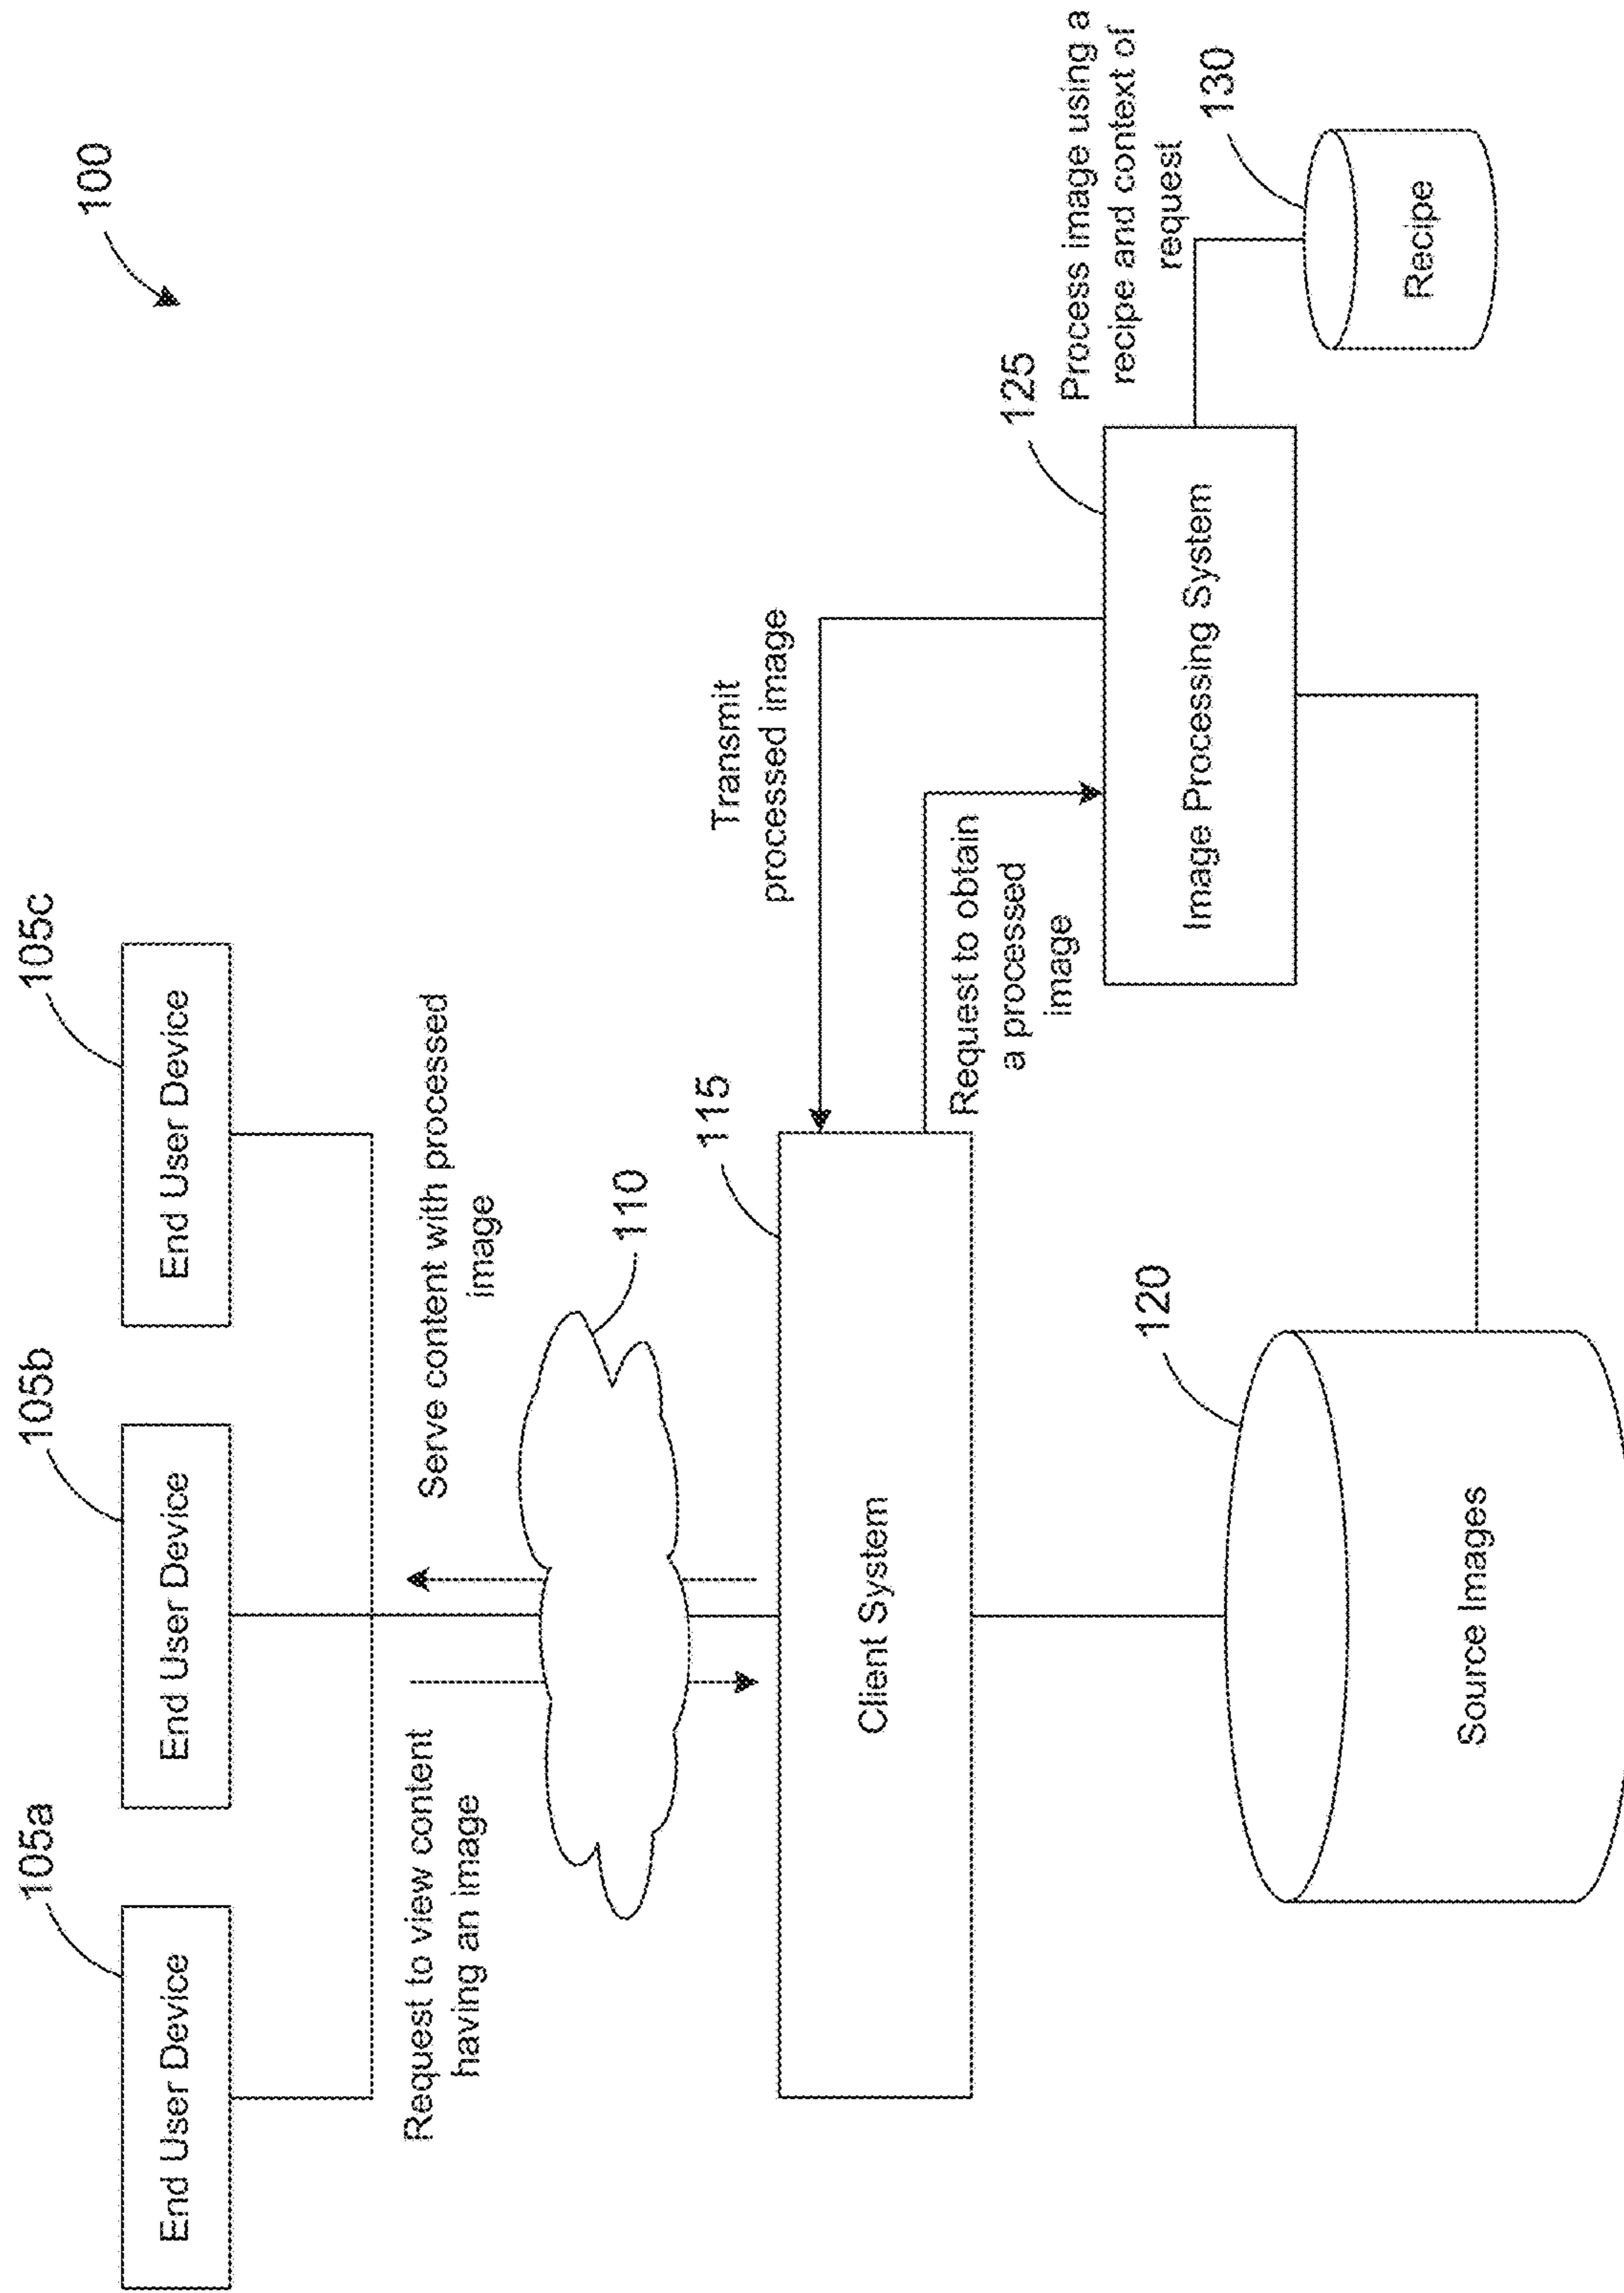 100
105a
105b
105c
End User Device
End User Device
End User Device
Request to view content
having an image
Serve content with processed
image
110
115
Client System
Transmit
processed image
Request to obtain
a processed
image
125
Image Processing System
Process image using a
recipe and context of
request
130
Recipe
120
Source Images